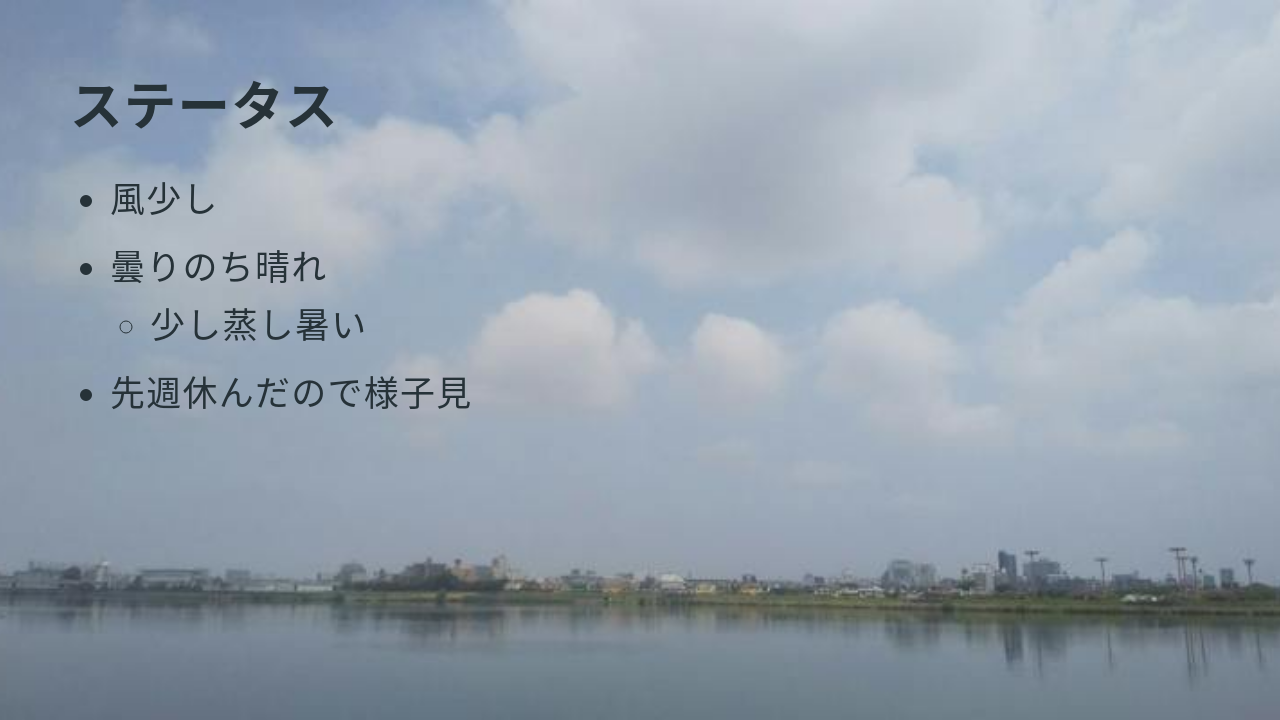 ステータス
風少し
曇りのち晴れ
少し蒸し暑い
先週休んだので様子見